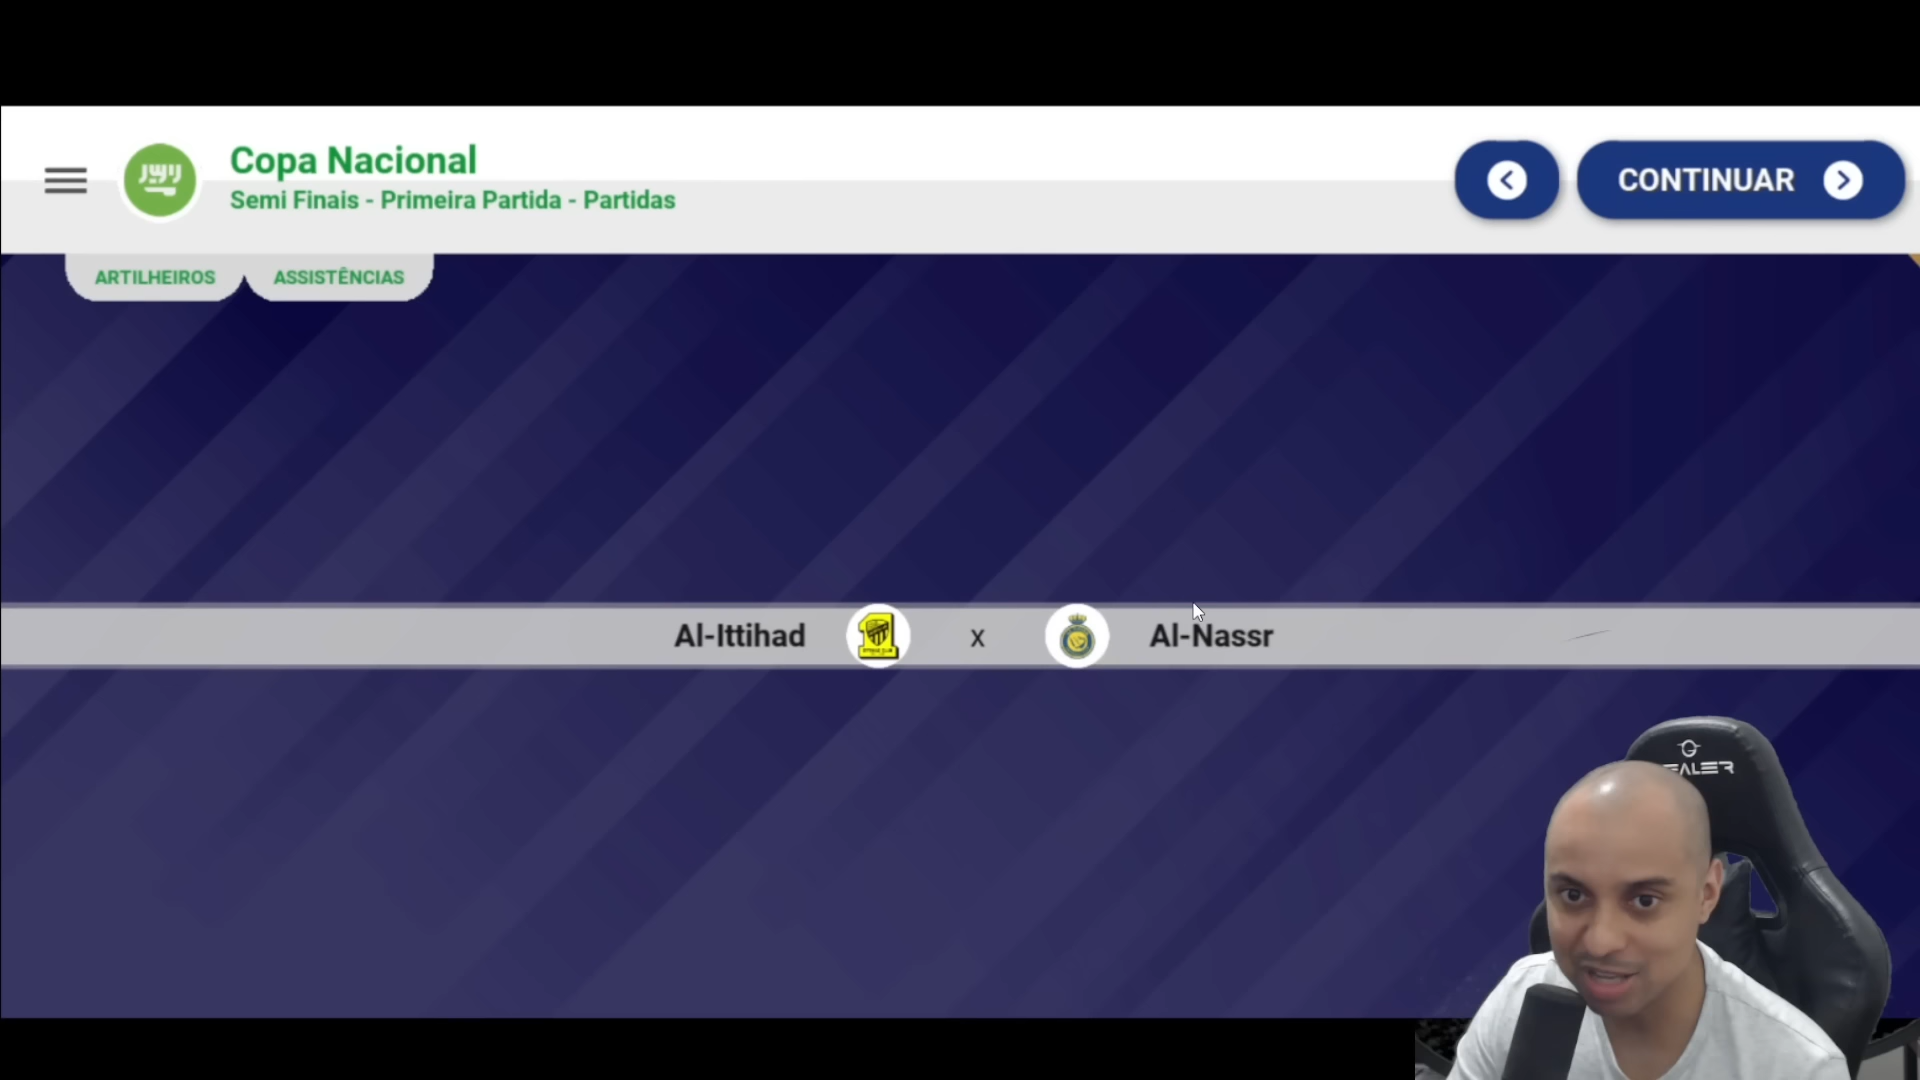 Copa Nacional
Semi Finais - Primeira Partida - Partidas
CONTINUAR
ARTILHEIROS
ASSISTÊNCIAS
Al-Ittihad x Al-Nassr